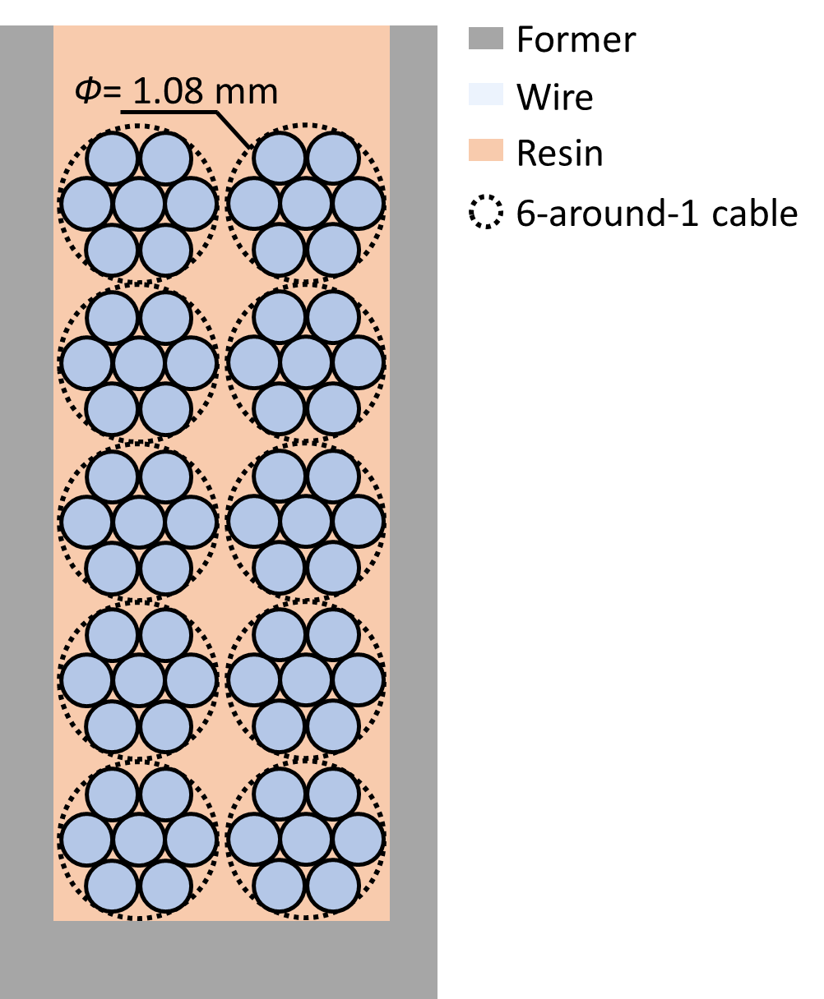 Φ= 1.08 mm
Former
Wire
Resin
6-around-1 cable